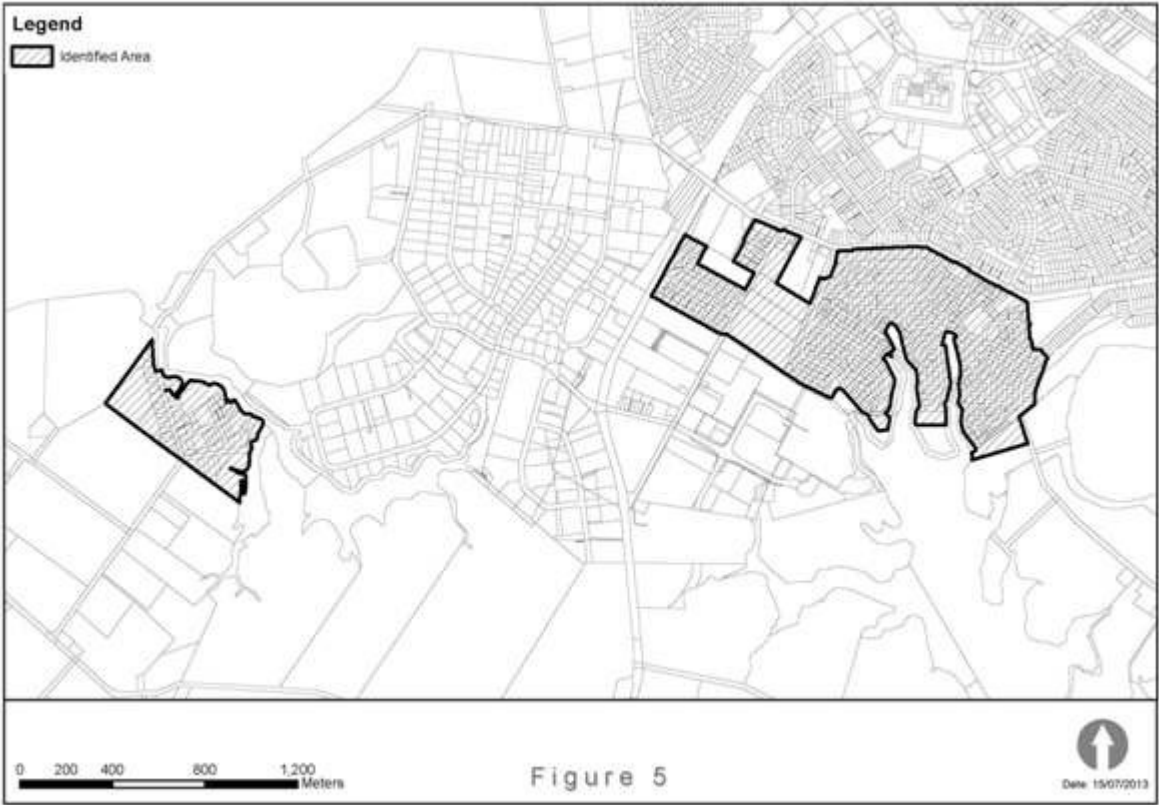 Legend
Identified Area
0 200 400 800 1,200
Meters
Figure 5
Date: 15/07/2013